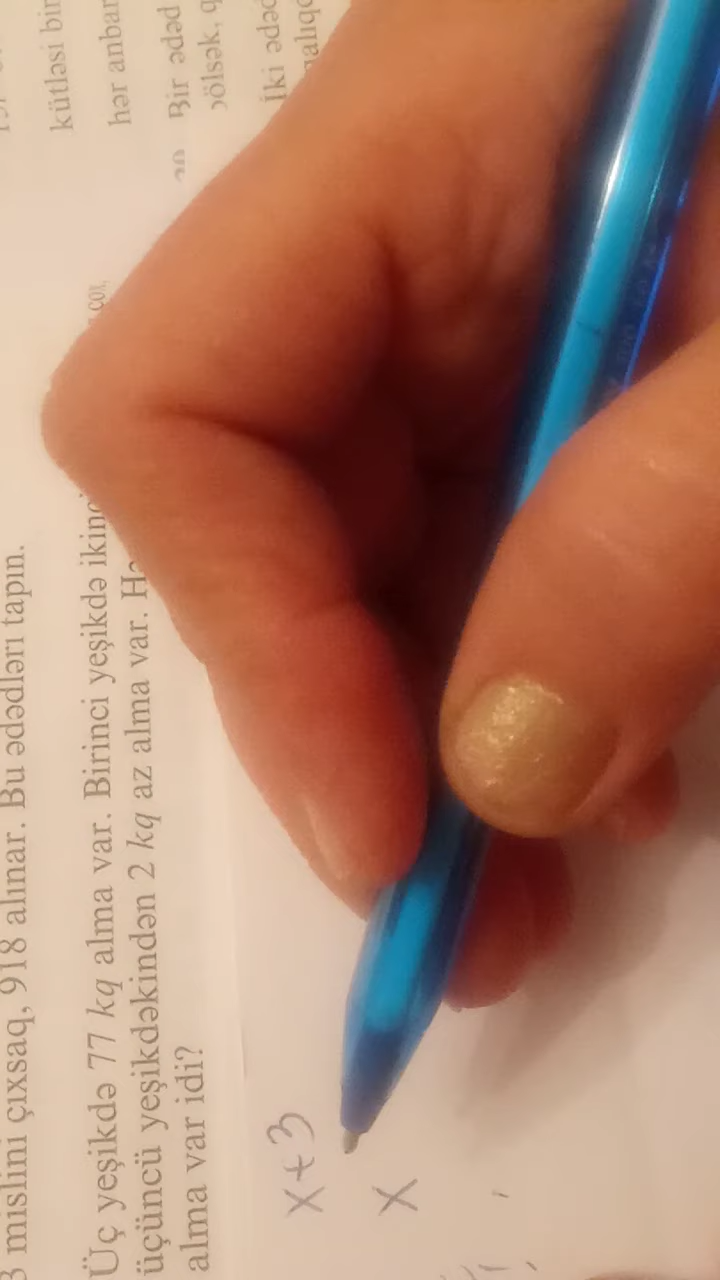 3 mislini çıxsaq, 918 alınar. Bu ədədləri tapın.
Üç yeşikdə 77 kq alma var. Birinci yeşikdə
üçüncü yeşikdəkindən 2 kq az alma var.
alma var idi?
kütləsi bir
hər anbar
Bir ədəd
İki ədəd
x+3
x